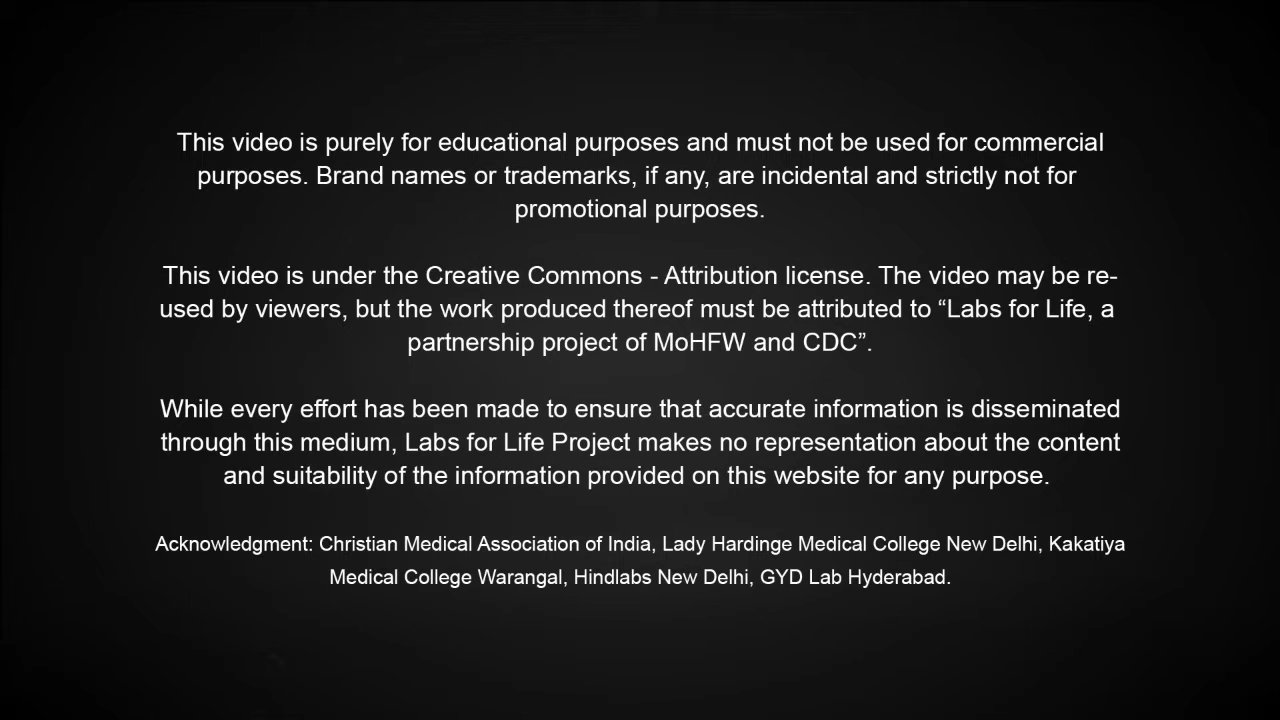 This video is purely for educational purposes and must not be used for commercial
purposes. Brand names or trademarks, if any, are incidental and strictly not for
promotional purposes.
This video is under the Creative Commons - Attribution license. The video may be re-
used by viewers, but the work produced thereof must be attributed to “Labs for Life, a
partnership project of MoHFW and CDC”.
While every effort has been made to ensure that accurate information is disseminated
through this medium, Labs for Life Project makes no representation about the content
and suitability of the information provided on this website for any purpose.
Acknowledgment: Christian Medical Association of India, Lady Hardinge Medical College New Delhi, Kakatiya
Medical College Warangal, Hindlabs New Delhi, GYD Lab Hyderabad.